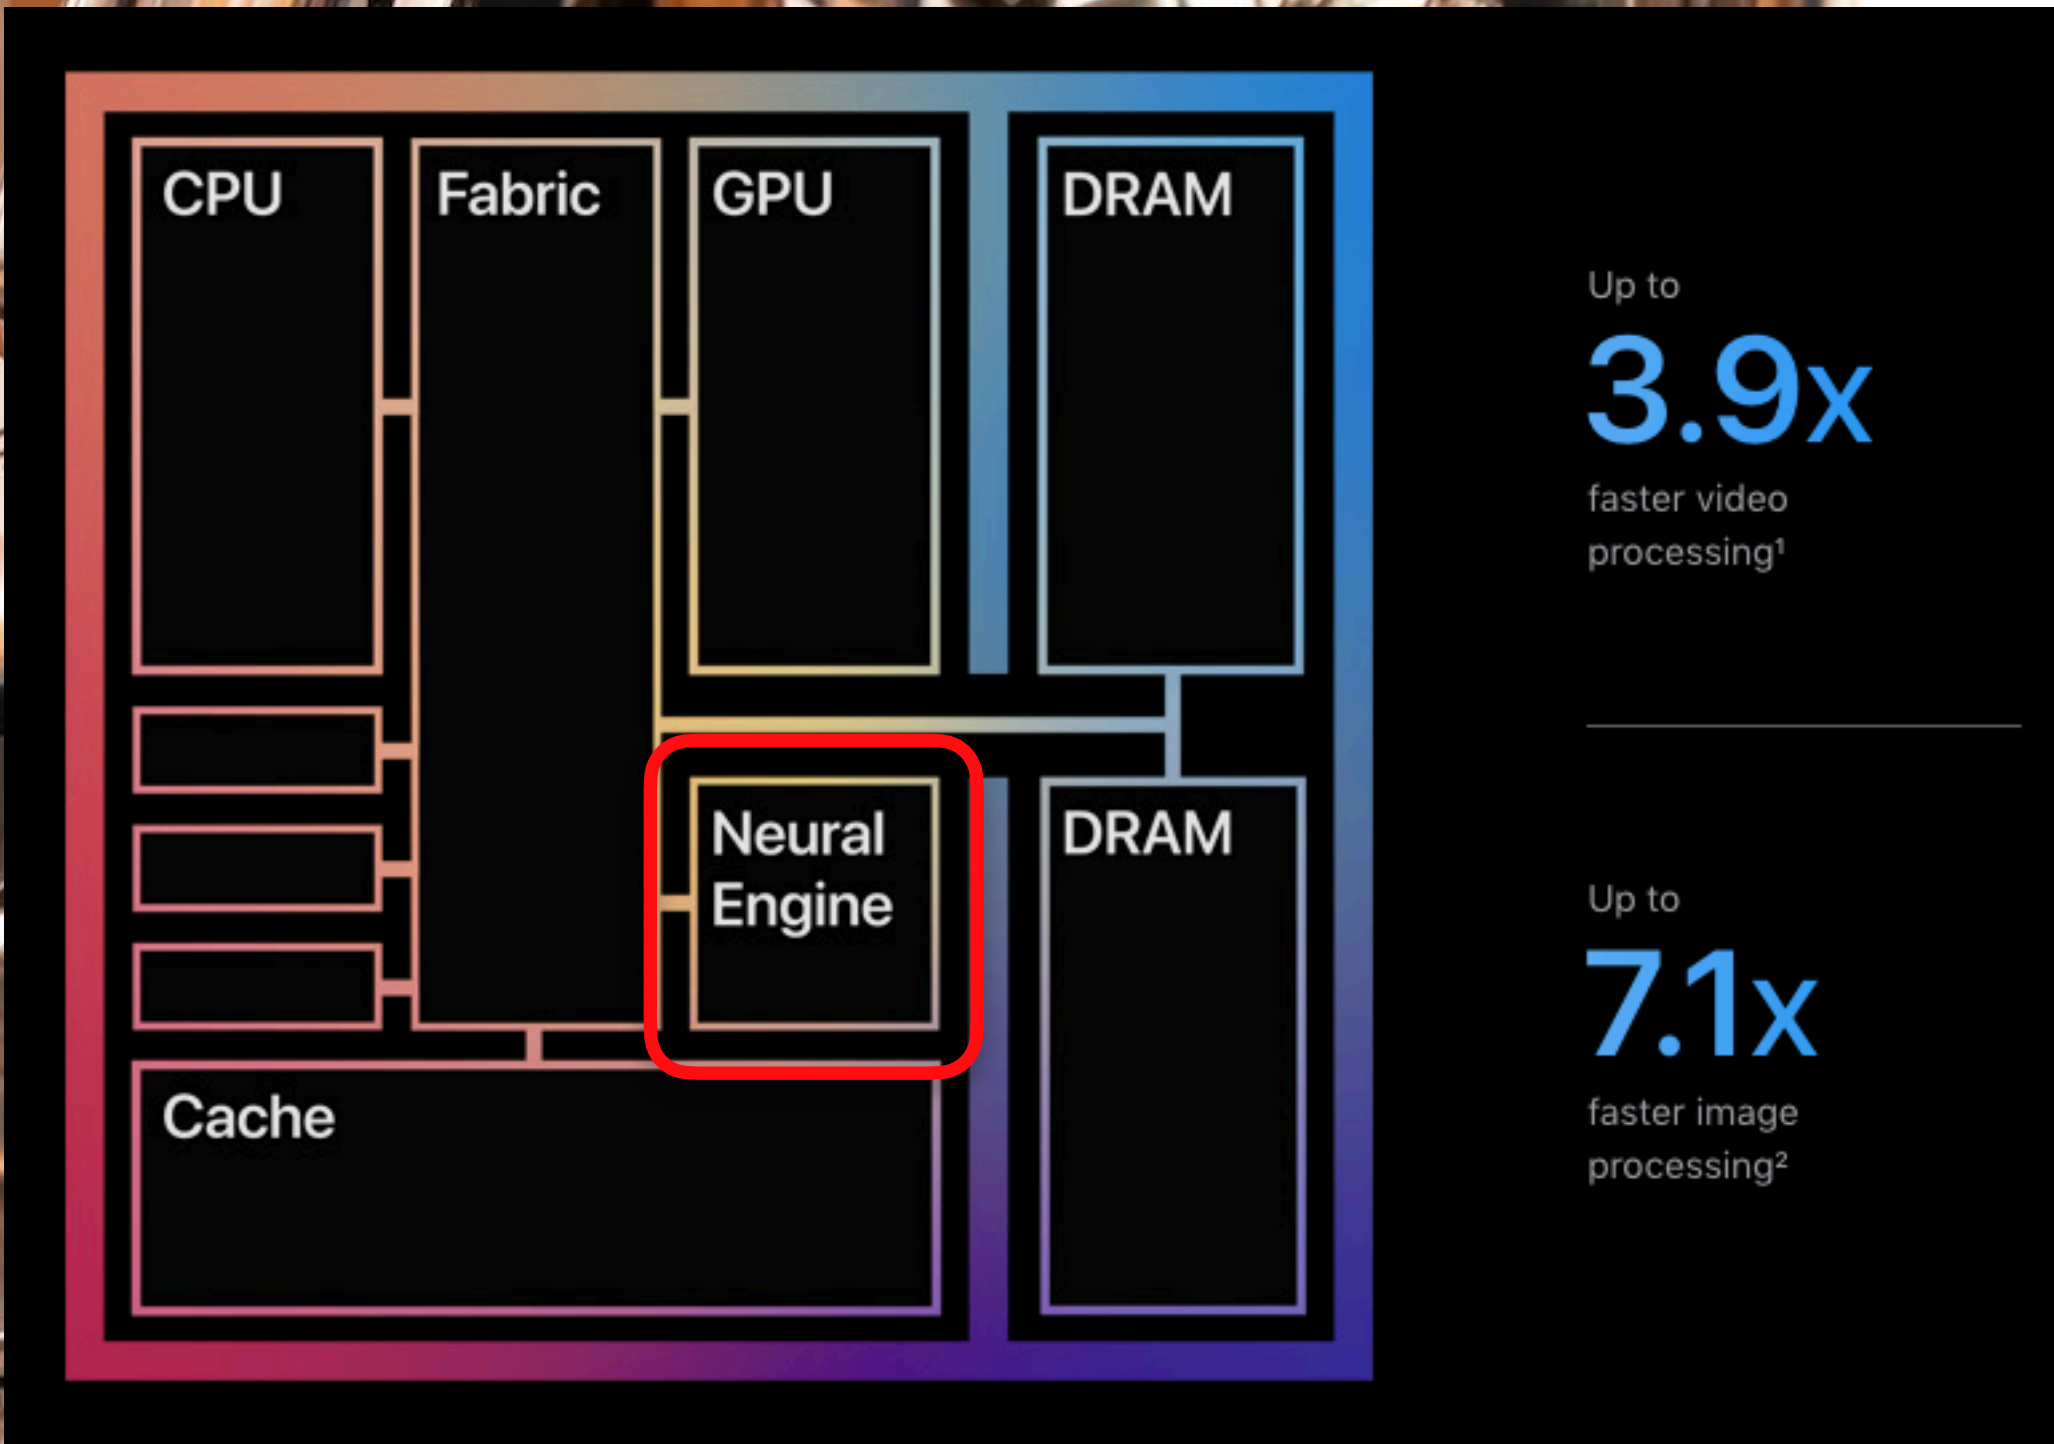 CPU
Fabric
GPU
DRAM
Neural
Engine
DRAM
Cache
Up to
3.9x
faster video
processing¹
Up to
7.1x
faster image
processing²